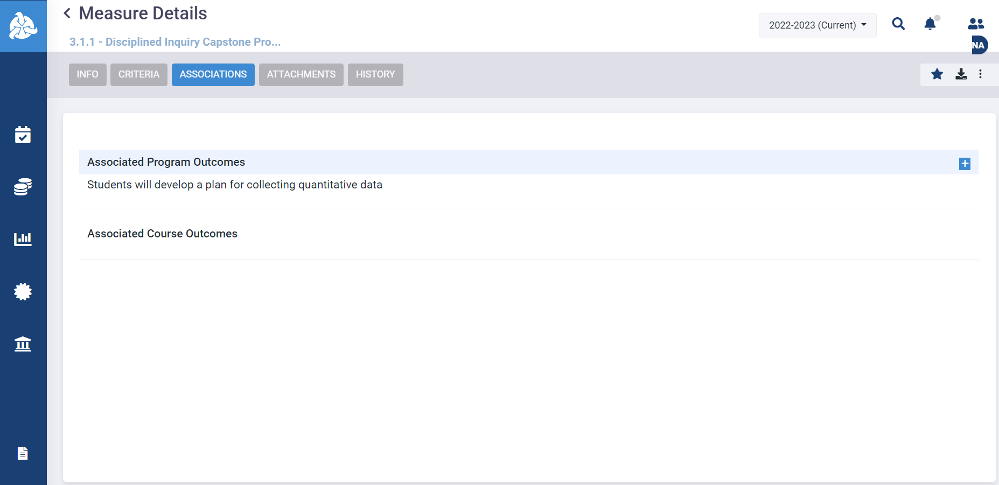 Measure Details
3.1.1 - Disciplined Inquiry Capstone Pro...
2022-2023 (Current)
NA
INFO
CRITERIA
ASSOCIATIONS
ATTACHMENTS
HISTORY
Associated Program Outcomes
Students will develop a plan for collecting quantitative data
Associated Course Outcomes